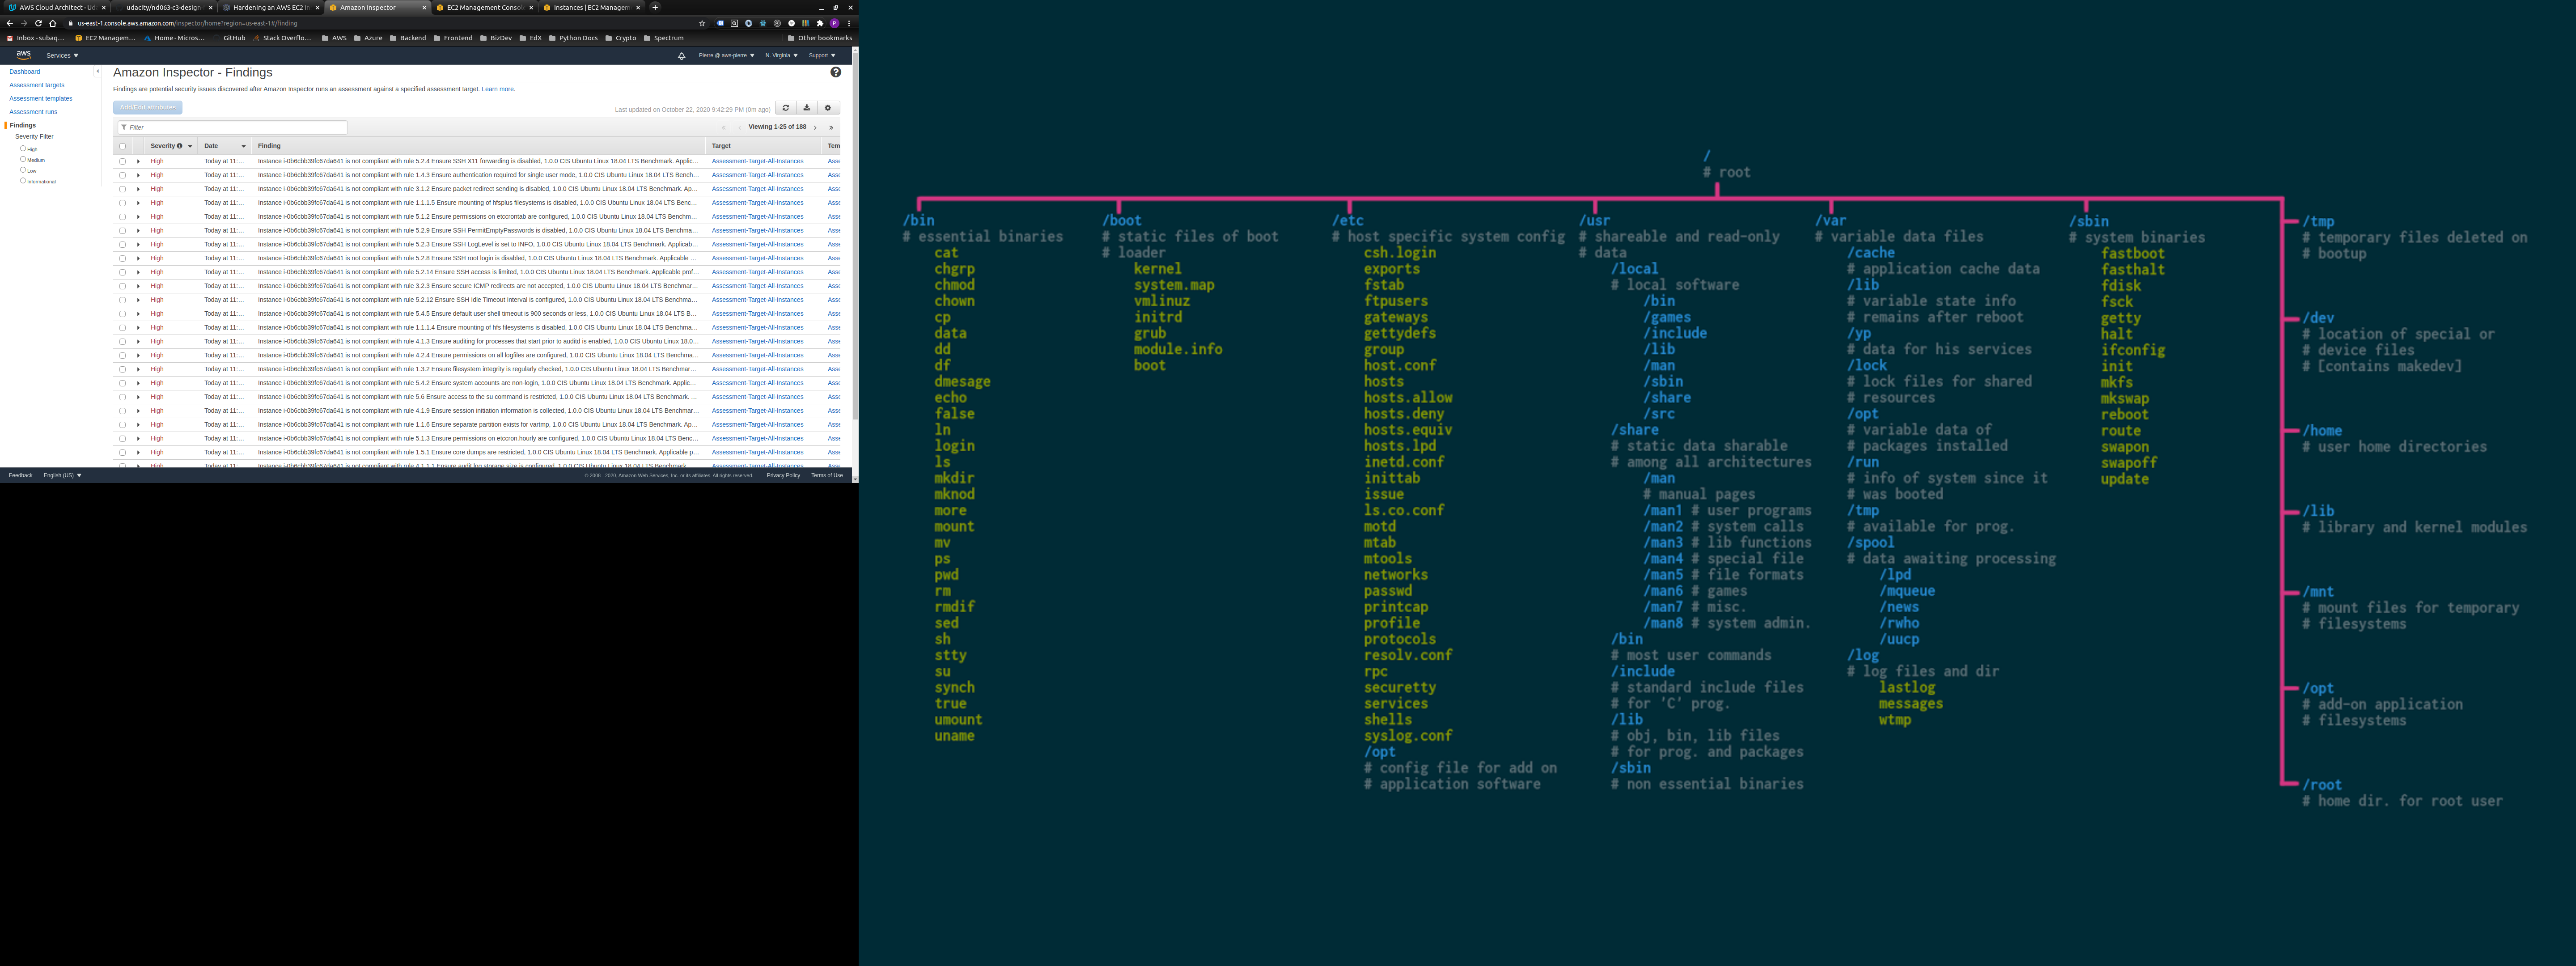 AWS Cloud Architect - Ud
udacity/nd063-c3-design-
Hardening an AWS EC2 In
Amazon Inspector
EC2 Management Consol
Instances | EC2 Managem
us-east-1.console.aws.amazon.com/inspector/home?region=us-east-1#/finding
Inbox - subaq...
EC2 Managem...
Home - Micros...
GitHub
Stack Overflo...
AWS
Azure
Backend
Frontend
BizDev
EdX
Python Docs
Crypto
Spectrum
Other bookmarks
aws
Services
Pierre @ aws-pierre
N. Virginia
Support
Dashboard
Assessment targets
Assessment templates
Assessment runs
Findings
Severity Filter
High
Medium
Low
Informational
Amazon Inspector - Findings
Findings are potential security issues discovered after Amazon Inspector runs an assessment against a specified assessment target. Learn more.
Add/Edit attributes
Last updated on October 22, 2020 9:42:29 PM (0m ago)
Filter
Viewing 1-25 of 188
Severity Date Finding Target Tem
High Today at 11:... Instance i-0b6cbb39fc67da641 is not compliant with rule 5.2.4 Ensure SSH X11 forwarding is disabled, 1.0.0 CIS Ubuntu Linux 18.04 LTS Benchmark. Applic... Assessment-Target-All-Instances Asse
High Today at 11:... Instance i-0b6cbb39fc67da641 is not compliant with rule 1.4.3 Ensure authentication required for single user mode, 1.0.0 CIS Ubuntu Linux 18.04 LTS Bench... Assessment-Target-All-Instances Asse
High Today at 11:... Instance i-0b6cbb39fc67da641 is not compliant with rule 3.1.2 Ensure packet redirect sending is disabled, 1.0.0 CIS Ubuntu Linux 18.04 LTS Benchmark. Ap... Assessment-Target-All-Instances Asse
High Today at 11:... Instance i-0b6cbb39fc67da641 is not compliant with rule 1.1.1.5 Ensure mounting of hfsplus filesystems is disabled, 1.0.0 CIS Ubuntu Linux 18.04 LTS Benc... Assessment-Target-All-Instances Asse
High Today at 11:... Instance i-0b6cbb39fc67da641 is not compliant with rule 5.1.2 Ensure permissions on etccrontab are configured, 1.0.0 CIS Ubuntu Linux 18.04 LTS Benchm... Assessment-Target-All-Instances Asse
High Today at 11:... Instance i-0b6cbb39fc67da641 is not compliant with rule 5.2.9 Ensure SSH PermitEmptyPasswords is disabled, 1.0.0 CIS Ubuntu Linux 18.04 LTS Benchma... Assessment-Target-All-Instances Asse
High Today at 11:... Instance i-0b6cbb39fc67da641 is not compliant with rule 5.2.3 Ensure SSH LogLevel is set to INFO, 1.0.0 CIS Ubuntu Linux 18.04 LTS Benchmark. Applicab... Assessment-Target-All-Instances Asse
High Today at 11:... Instance i-0b6cbb39fc67da641 is not compliant with rule 5.2.8 Ensure SSH root login is disabled, 1.0.0 CIS Ubuntu Linux 18.04 LTS Benchmark. Applicable ... Assessment-Target-All-Instances Asse
High Today at 11:... Instance i-0b6cbb39fc67da641 is not compliant with rule 5.2.14 Ensure SSH access is limited, 1.0.0 CIS Ubuntu Linux 18.04 LTS Benchmark. Applicable prof... Assessment-Target-All-Instances Asse
High Today at 11:... Instance i-0b6cbb39fc67da641 is not compliant with rule 3.2.3 Ensure secure ICMP redirects are not accepted, 1.0.0 CIS Ubuntu Linux 18.04 LTS Benchmar... Assessment-Target-All-Instances Asse
High Today at 11:... Instance i-0b6cbb39fc67da641 is not compliant with rule 5.2.12 Ensure SSH Idle Timeout Interval is configured, 1.0.0 CIS Ubuntu Linux 18.04 LTS Benchma... Assessment-Target-All-Instances Asse
High Today at 11:... Instance i-0b6cbb39fc67da641 is not compliant with rule 5.4.5 Ensure default user shell timeout is 900 seconds or less, 1.0.0 CIS Ubuntu Linux 18.04 LTS B... Assessment-Target-All-Instances Asse
High Today at 11:... Instance i-0b6cbb39fc67da641 is not compliant with rule 1.1.1.4 Ensure mounting of hfs filesystems is disabled, 1.0.0 CIS Ubuntu Linux 18.04 LTS Benchma... Assessment-Target-All-Instances Asse
High Today at 11:... Instance i-0b6cbb39fc67da641 is not compliant with rule 4.1.3 Ensure auditing for processes that start prior to auditd is enabled, 1.0.0 CIS Ubuntu Linux 18.0... Assessment-Target-All-Instances Asse
High Today at 11:... Instance i-0b6cbb39fc67da641 is not compliant with rule 4.2.4 Ensure permissions on all logfiles are configured, 1.0.0 CIS Ubuntu Linux 18.04 LTS Benchma... Assessment-Target-All-Instances Asse
High Today at 11:... Instance i-0b6cbb39fc67da641 is not compliant with rule 1.3.2 Ensure filesystem integrity is regularly checked, 1.0.0 CIS Ubuntu Linux 18.04 LTS Benchmar... Assessment-Target-All-Instances Asse
High Today at 11:... Instance i-0b6cbb39fc67da641 is not compliant with rule 5.4.2 Ensure system accounts are non-login, 1.0.0 CIS Ubuntu Linux 18.04 LTS Benchmark. Applic... Assessment-Target-All-Instances Asse
High Today at 11:... Instance i-0b6cbb39fc67da641 is not compliant with rule 5.6 Ensure access to the su command is restricted, 1.0.0 CIS Ubuntu Linux 18.04 LTS Benchmark. ... Assessment-Target-All-Instances Asse
High Today at 11:... Instance i-0b6cbb39fc67da641 is not compliant with rule 4.1.9 Ensure session initiation information is collected, 1.0.0 CIS Ubuntu Linux 18.04 LTS Benchmar... Assessment-Target-All-Instances Asse
High Today at 11:... Instance i-0b6cbb39fc67da641 is not compliant with rule 1.1.6 Ensure separate partition exists for vartmp, 1.0.0 CIS Ubuntu Linux 18.04 LTS Benchmark. Ap... Assessment-Target-All-Instances Asse
High Today at 11:... Instance i-0b6cbb39fc67da641 is not compliant with rule 5.1.3 Ensure permissions on etccron.hourly are configured, 1.0.0 CIS Ubuntu Linux 18.04 LTS Benc... Assessment-Target-All-Instances Asse
High Today at 11:... Instance i-0b6cbb39fc67da641 is not compliant with rule 1.5.1 Ensure core dumps are restricted, 1.0.0 CIS Ubuntu Linux 18.04 LTS Benchmark. Applicable p... Assessment-Target-All-Instances Asse
High Today at 11:... Instance i-0b6cbb39fc67da641 is not compliant with rule 4.1.1.1 Ensure audit log storage size is configured, 1.0.0 CIS Ubuntu Linux 18.04 LTS Benchmark. Assessment-Target-All-Instances Asse
Feedback
English (US)
© 2008 - 2020, Amazon Web Services, Inc. or its affiliates. All rights reserved.
Privacy Policy
Terms of Use
/
# root
/bin
# essential binaries
cat
chgrp
chmod
chown
cp
data
dd
df
dmesage
echo
false
ln
login
ls
mkdir
mknod
more
mount
mv
ps
pwd
rm
rmdif
sed
sh
stty
su
synch
true
umount
uname
/boot
# static files of boot
# loader
kernel
system.map
vmlinuz
initrd
grub
module.info
boot
/etc
# host specific system config
csh.login
exports
fstab
ftpusers
gateways
gettydefs
group
host.conf
hosts
hosts.allow
hosts.deny
hosts.equiv
hosts.lpd
inetd.conf
inittab
issue
ls.co.conf
motd
mtab
mtools
networks
passwd
printcap
profile
protocols
resolv.conf
rpc
securetty
services
shells
syslog.conf
/opt
# config file for add on
# application software
/usr
# shareable and read-only
# data
/local
# local software
/bin
/games
/include
/lib
/man
/sbin
/share
/src
/share
# static data sharable
# among all architectures
/man
# manual pages
/man1 # user programs
/man2 # system calls
/man3 # lib functions
/man4 # special file
/man5 # file formats
/man6 # games
/man7 # misc.
/man8 # system admin.
/bin
# most user commands
/include
# standard include files
# for 'C' prog.
/lib
# obj, bin, lib files
# for prog. and packages
/sbin
# non essential binaries
/var
# variable data files
/cache
# application cache data
/lib
# variable state info
# remains after reboot
/yp
# data for his services
/lock
# lock files for shared
# resources
/opt
# variable data of
# packages installed
/run
# info of system since it
# was booted
/tmp
# available for prog.
/spool
# data awaiting processing
/lpd
/mqueue
/news
/rwho
/uucp
/log
# log files and dir
lastlog
messages
wtmp
/sbin
# system binaries
fastboot
fasthalt
fdisk
fsck
getty
halt
ifconfig
init
mkfs
mkswap
reboot
route
swapon
swapoff
update
/tmp
# temporary files deleted on
# bootup
/dev
# location of special or
# device files
# [contains makedev]
/home
# user home directories
/lib
# library and kernel modules
/mnt
# mount files for temporary
# filesystems
/opt
# add-on application
# filesystems
/root
# home dir. for root user